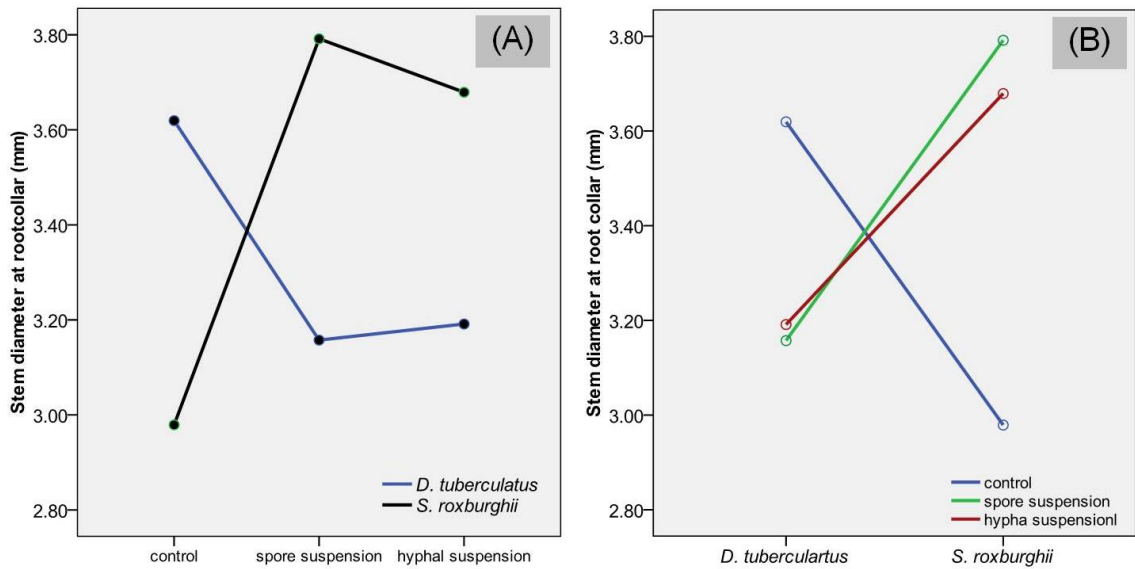 (A)
Stem diameter at rootcollar (mm)
3.80
3.60
3.40
3.20
3.00
2.80
control
spore suspension
hyphal suspension
D. tuberculatus
S. roxburghii
(B)
Stem diameter at root collar (mm)
3.80
3.60
3.40
3.20
3.00
2.80
D. tuberculartus
S. roxburghii
control
spore suspension
hypha suspensionl